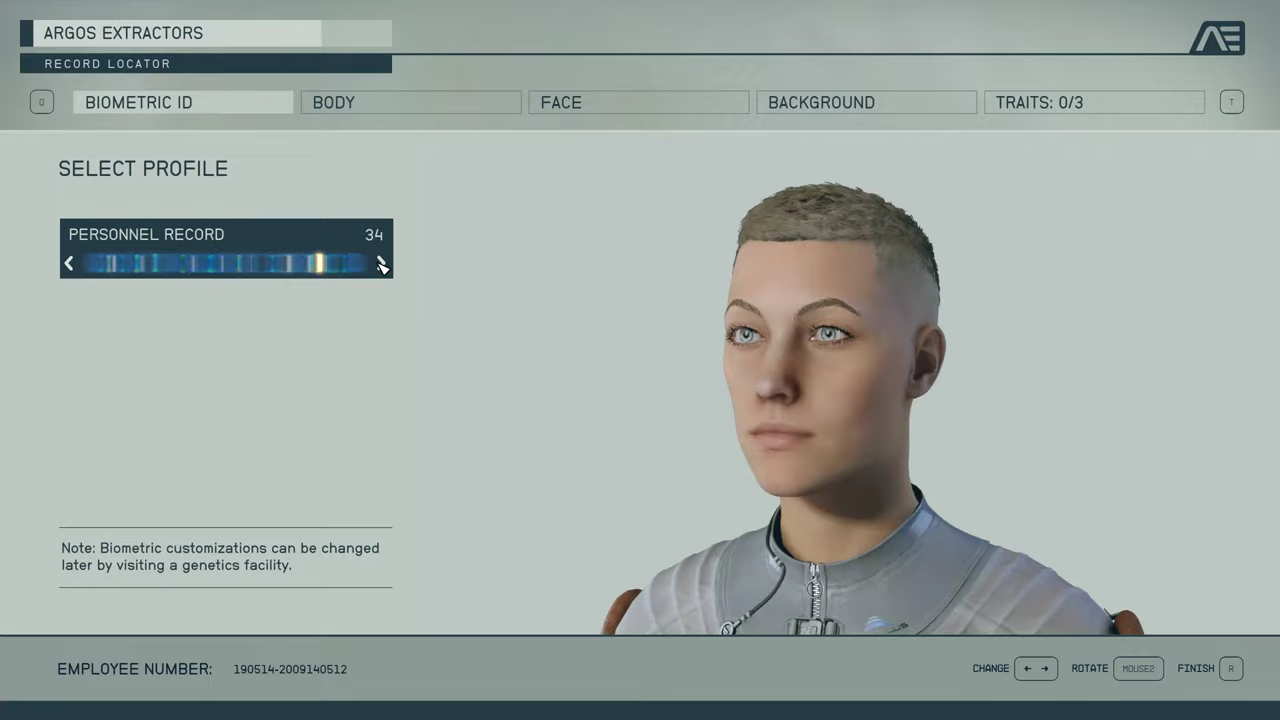 ARGOS EXTRACTORS
RECORD LOCATOR
Q
BIOMETRIC ID
BODY
FACE
BACKGROUND
TRAITS: 0/3
T
SELECT PROFILE
PERSONNEL RECORD 34
Note: Biometric customizations can be changed
later by visiting a genetics facility.
EMPLOYEE NUMBER: 190514-2009140512
CHANGE ← → ROTATE MOUSE2 FINISH R